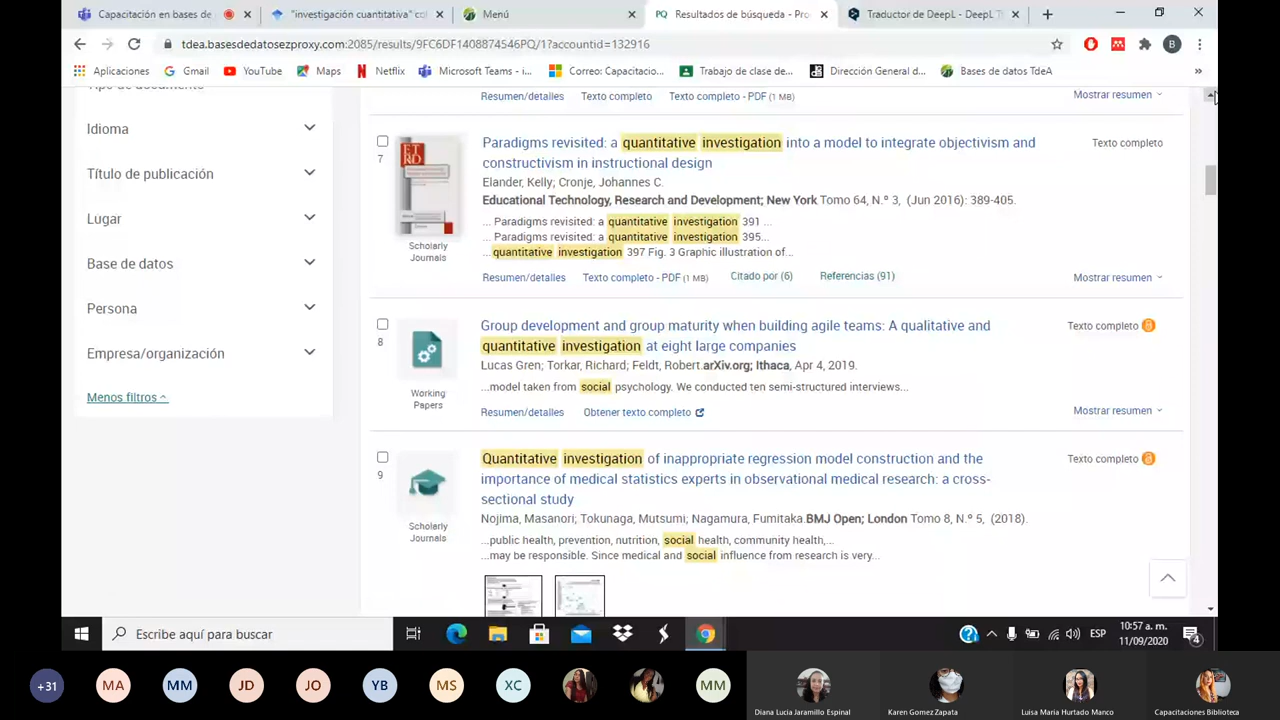 Capacitación en bases de
"investigación cuantitativa" col
Menú
PQ Resultados de búsqueda - Pro
Traductor de DeepL - DeepL T
tdea.basesdedatosezproxy.com:2085/results/9FC6DF1408874546PQ/1?accountid=132916
B
Aplicaciones
Gmail
YouTube
Maps
Netflix
Microsoft Teams - i...
Correo: Capacitacio...
Trabajo de clase de...
Dirección General d...
Bases de datos TdeA
»
Tipo de documento
Idioma
Título de publicación
Lugar
Base de datos
Persona
Empresa/organización
Menos filtros
Resumen/detalles Texto completo Texto completo - PDF (1 MB) Mostrar resumen
7
ETRD
Scholarly
Journals
Paradigms revisited: a quantitative investigation into a model to integrate objectivism and
constructivism in instructional design
Texto completo
Elander, Kelly; Cronje, Johannes C.
Educational Technology, Research and Development; New York Tomo 64, N.º 3, (Jun 2016): 389-405.
... Paradigms revisited: a quantitative investigation 391 ...
... Paradigms revisited: a quantitative investigation 395...
...quantitative investigation 397 Fig. 3 Graphic illustration of...
Resumen/detalles Texto completo - PDF (1 MB) Citado por (6) Referencias (91) Mostrar resumen
8
Working
Papers
Group development and group maturity when building agile teams: A qualitative and
quantitative investigation at eight large companies
Texto completo
Lucas Gren; Torkar, Richard; Feldt, Robert.arXiv.org; Ithaca, Apr 4, 2019.
...model taken from social psychology. We conducted ten semi-structured interviews...
Resumen/detalles Obtener texto completo Mostrar resumen
9
Scholarly
Journals
Quantitative investigation of inappropriate regression model construction and the
importance of medical statistics experts in observational medical research: a cross-
sectional study
Texto completo
Nojima, Masanori; Tokunaga, Mutsumi; Nagamura, Fumitaka.BMJ Open; London Tomo 8, N.º 5, (2018).
...public health, prevention, nutrition, social health, community health,...
...may be responsible. Since medical and social influence from research is very...
Escribe aquí para buscar
ESP
10:57 a. m.
11/09/2020
4
+31
MA
MM
JD
JO
YB
MS
XC
MM
Diana Lucia Jaramillo Espinal
Karen Gomez Zapata
Luisa Maria Hurtado Manco
Capacitaciones Biblioteca